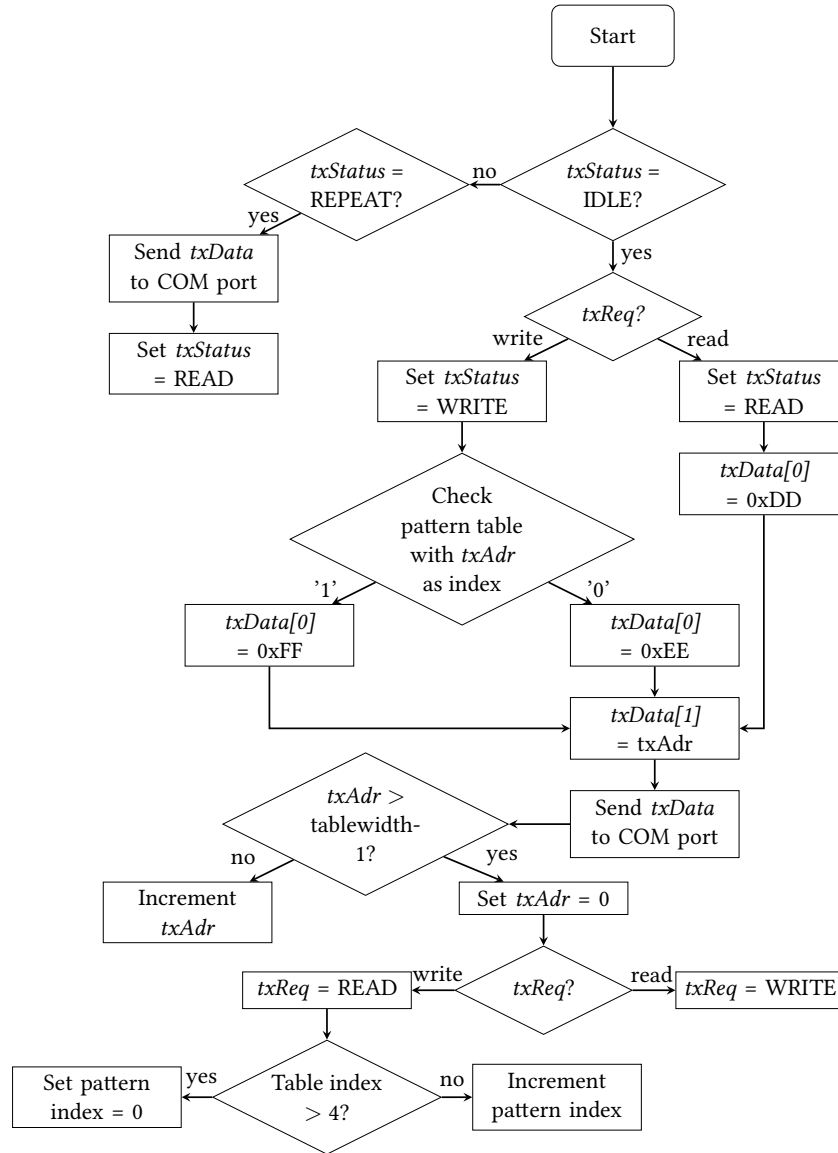 Start
txStatus =
REPEAT?
no
txStatus =
IDLE?
yes
yes
Send txData
to COM port
txReq?
write
read
Set txStatus
= READ
Set txStatus
= WRITE
Set txStatus
= READ
Check
pattern table
with txAdr
as index
txData[0]
= 0xDD
'1'
'0'
txData[0]
= 0xFF
txData[0]
= 0xEE
txData[1]
= txAdr
txAdr >
tablewidth-
1?
Send txData
to COM port
no
yes
Increment
txAdr
Set txAdr = 0
txReq = READ
write
txReq?
read
txReq = WRITE
Set pattern
index = 0
yes
Table index
> 4?
no
Increment
pattern index